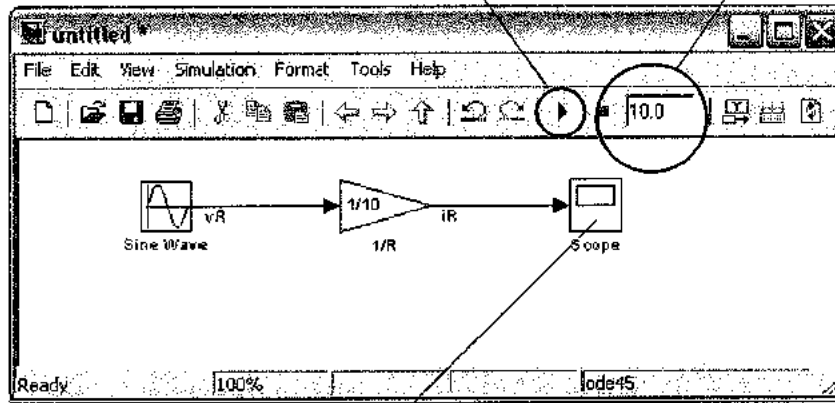 untitled *
File Edit View Simulation Format Tools Help
10.0
1/10
vR
iR
Sine Wave
1/R
Scope
Ready
100%
ode45